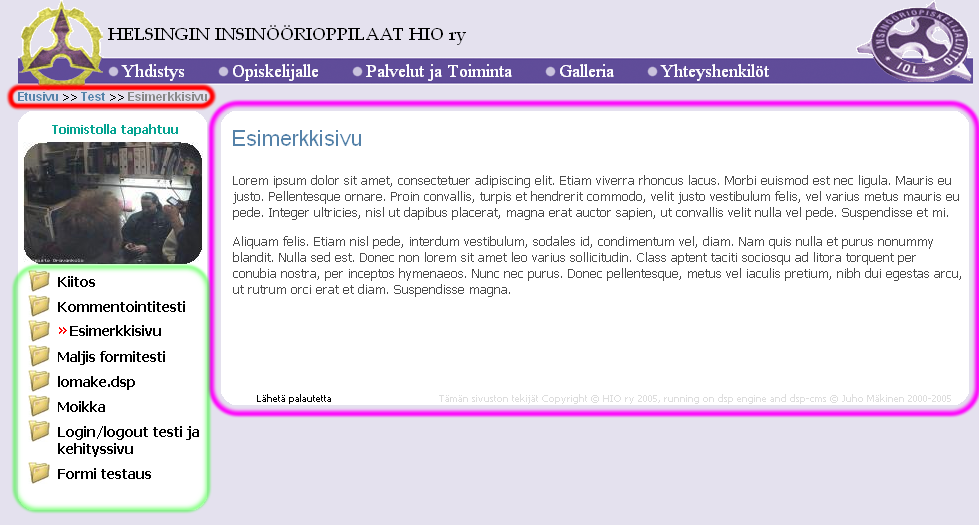 HELSINGIN INSINÖÖRIOPPILAAT HIO ry
INSINÖÖRIOPISKELIJALIITTO
IOL
Yhdistys Opiskelijalle Palvelut ja Toiminta Galleria Yhteyshenkilöt
Etusivu >> Test >> Esimerkkisivu
Toimistolla tapahtuu
Kiitos
Kommentointitesti
»Esimerkkisivu
Maljis formitesti
lomake.dsp
Moikka
Login/logout testi ja
kehityssivu
Formi testaus
Esimerkkisivu
Lorem ipsum dolor sit amet, consectetuer adipiscing elit. Etiam viverra rhoncus lacus. Morbi euismod est nec ligula. Mauris eu
justo. Pellentesque ornare. Proin convallis, turpis et hendrerit commodo, velit justo vestibulum felis, vel varius metus mauris eu
pede. Integer ultricies, nisl ut dapibus placerat, magna erat auctor sapien, ut convallis velit nulla vel pede. Suspendisse et mi.
Aliquam felis. Etiam nisl pede, interdum vestibulum, sodales id, condimentum vel, diam. Nam quis nulla et purus nonummy
blandit. Nulla sed est. Donec non lorem sit amet leo varius sollicitudin. Class aptent taciti sociosqu ad litora torquent per
conubia nostra, per inceptos hymenaeos. Nunc nec purus. Donec pellentesque, metus vel iaculis pretium, nibh dui egestas arcu,
ut rutrum orci erat et diam. Suspendisse magna.
Lähetä palautetta
Tämän sivuston tekijät Copyright © HIO ry 2005, running on dsp engine and dsp-cms © Juho Mäkinen 2000-2005